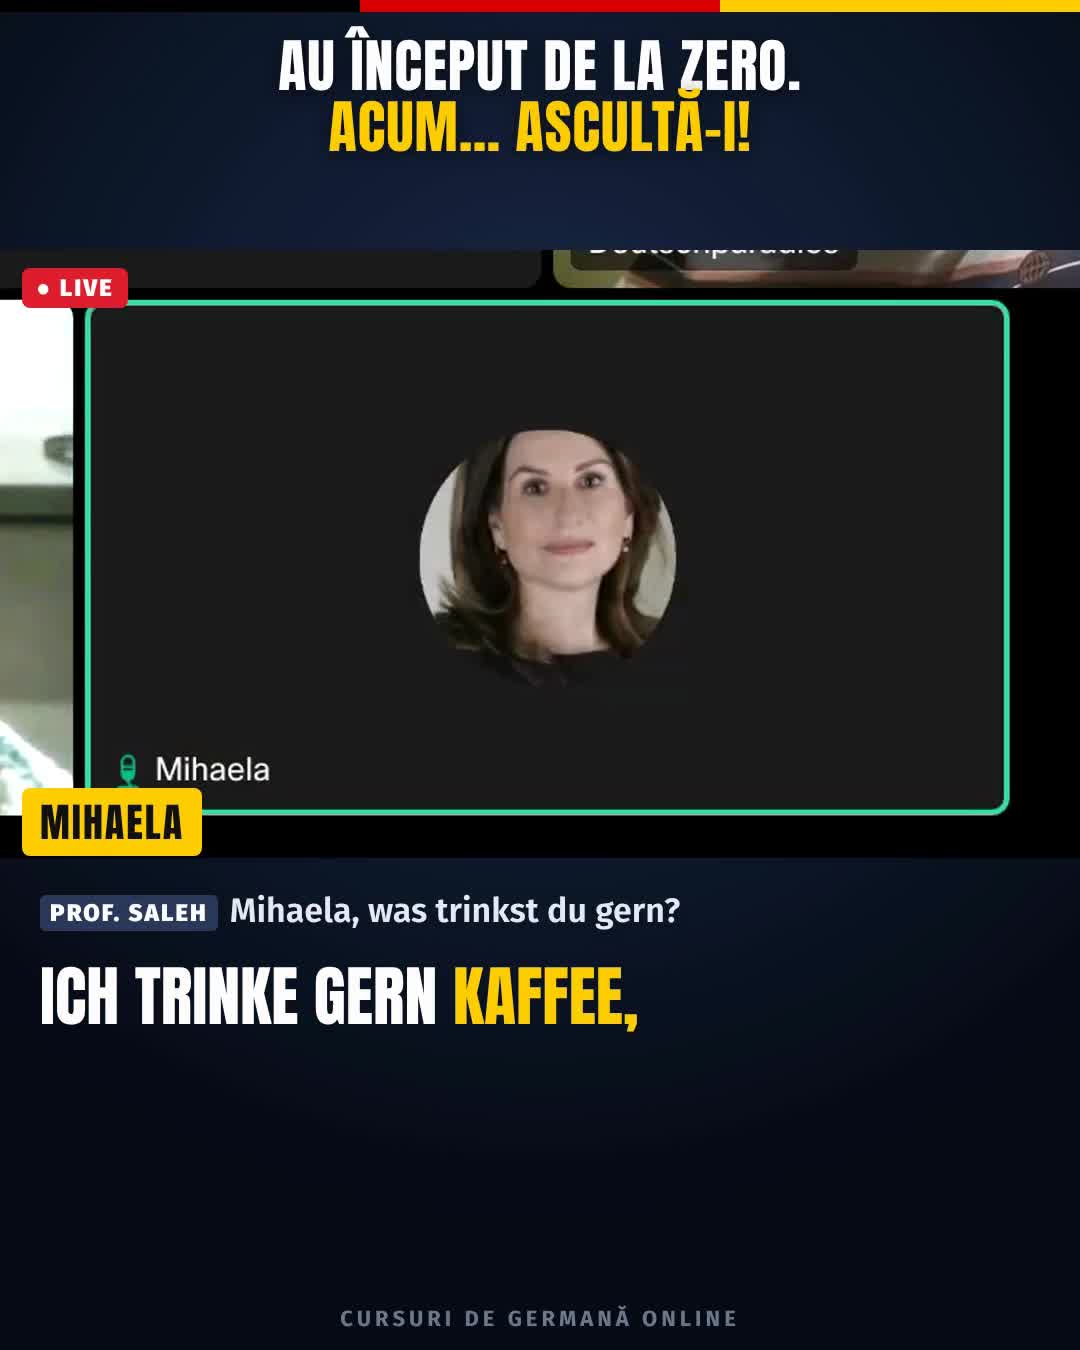 AU ÎNCEPUT DE LA ZERO.
ACUM... ASCULTĂ-I!
Deutschparadies
LIVE
Mihaela
MIHAELA
PROF. SALEH Mihaela, was trinkst du gern?
ICH TRINKE GERN KAFFEE,
CURSURI DE GERMANĂ ONLINE